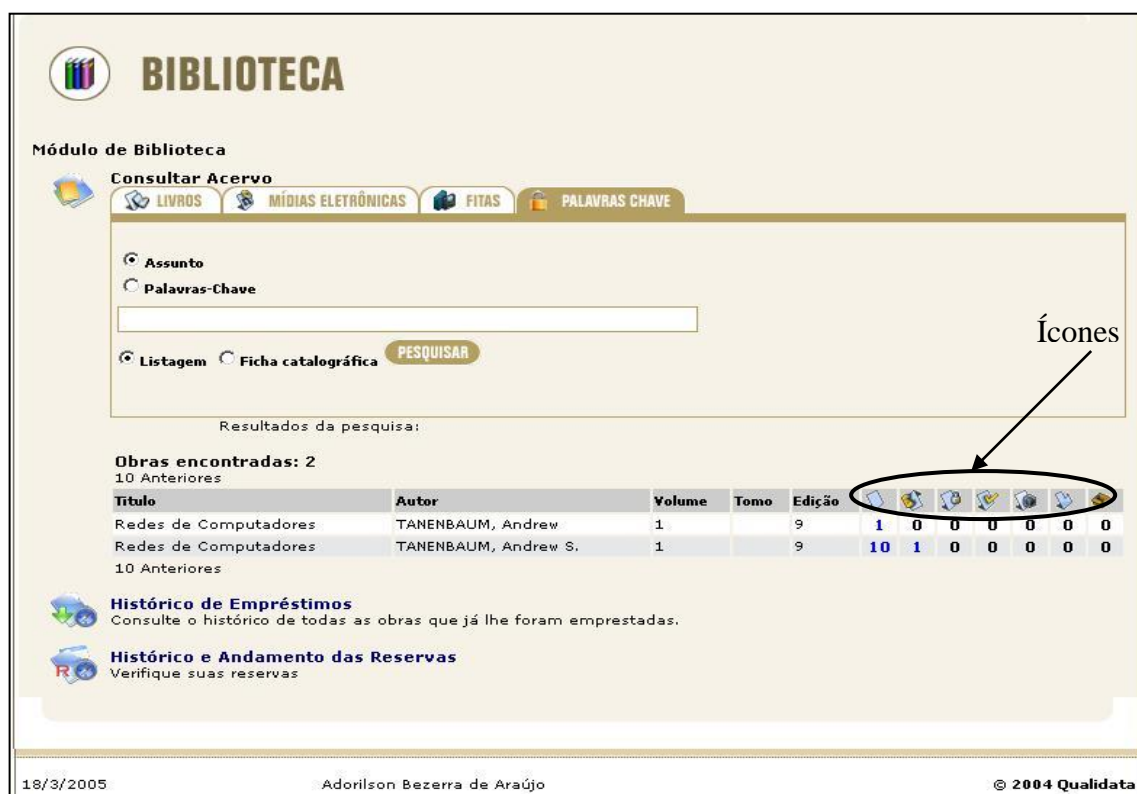 BIBLIOTECA
Módulo de Biblioteca
Consultar Acervo
LIVROS MÍDIAS ELETRÔNICAS FITAS PALAVRAS CHAVE
Assunto
Palavras-Chave
Ícones
Listagem Ficha catalográfica PESQUISAR
Resultados da pesquisa:
Obras encontradas: 2
10 Anteriores
Titulo Autor Volume Tomo Edição
Redes de Computadores TANENBAUM, Andrew 1 9 1 0 0 0 0 0 0
Redes de Computadores TANENBAUM, Andrew S. 1 9 10 1 0 0 0 0 0
10 Anteriores
Histórico de Empréstimos
Consulte o histórico de todas as obras que já lhe foram emprestadas.
Histórico e Andamento das Reservas
R
Verifique suas reservas
18/3/2005 Adorilson Bezerra de Araújo © 2004 Qualidata